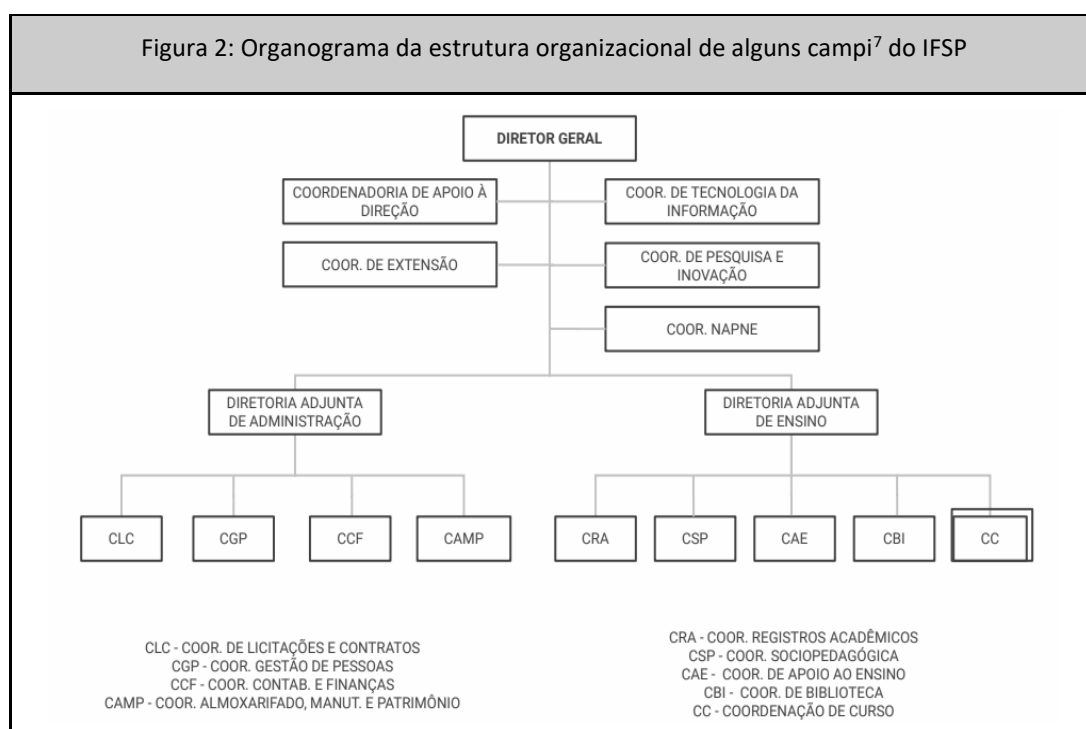 Figura 2: Organograma da estrutura organizacional de alguns campi⁷ do IFSP
DIRETOR GERAL
COORDENADORIA DE APOIO À
DIREÇÃO
COOR. DE TECNOLOGIA DA
INFORMAÇÃO
COOR. DE EXTENSÃO
COOR. DE PESQUISA E
INOVAÇÃO
COOR. NAPNE
DIRETORIA ADJUNTA
DE ADMINISTRAÇÃO
DIRETORIA ADJUNTA
DE ENSINO
CLC
CGP
CCF
CAMP
CRA
CSP
CAE
CBI
CC
CLC - COOR. DE LICITAÇÕES E CONTRATOS
CGP - COOR. GESTÃO DE PESSOAS
CCF - COOR. CONTAB. E FINANÇAS
CAMP - COOR. ALMOXARIFADO, MANUT. E PATRIMÔNIO
CRA - COOR. REGISTROS ACADÊMICOS
CSP - COOR. SOCIOPEDAGÓGICA
CAE - COOR. DE APOIO AO ENSINO
CBI - COOR. DE BIBLIOTECA
CC - COORDENAÇÃO DE CURSO